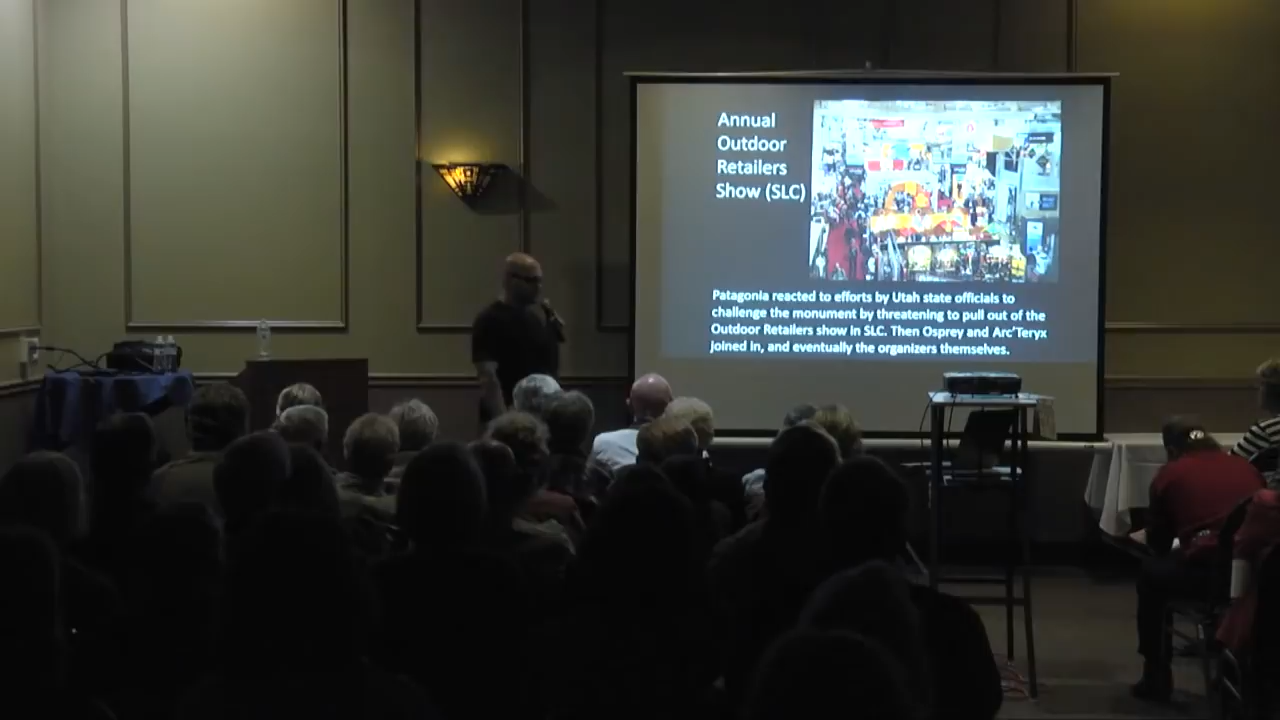 Annual
Outdoor
Retailers
Show (SLC)
Patagonia reacted to efforts by Utah state officials to
challenge the monument by threatening to pull out of the
Outdoor Retailers show in SLC. Then Osprey and Arc'Teryx
joined in, and eventually the organizers themselves.